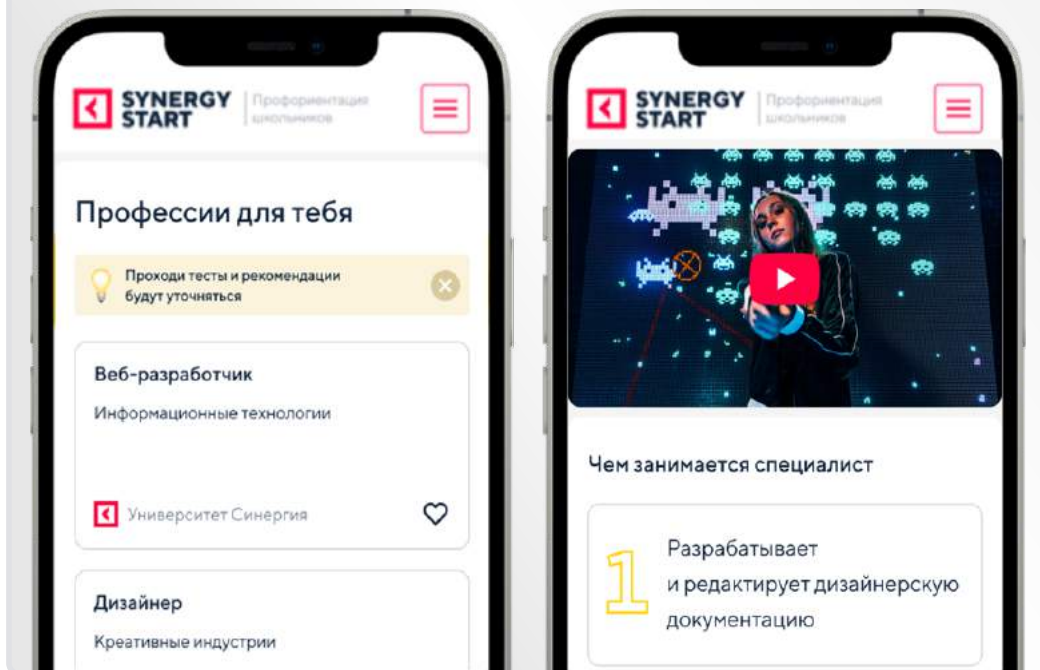 SYNERGY
START
Профориентация
школьников
Профессии для тебя
Проходи тесты и рекомендации
будут уточняться
Веб-разработчик
Информационные технологии
Университет Синергия
Дизайнер
Креативные индустрии
SYNERGY
START
Профориентация
школьников
Чем занимается специалист
1
Разрабатывает
и редактирует дизайнерскую
документацию